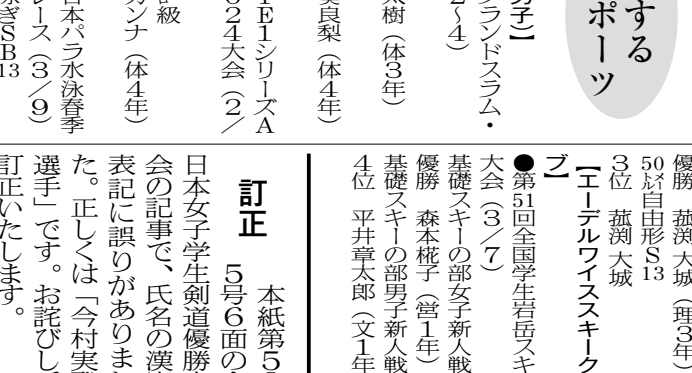 する
ポーツ
男子)】
グランドスラム・
2～4)
太樹（体3年）
美良梨（体4年）
E1シリーズA
024大会（2/
級
カンナ（体4年）
日本パラ水泳春季
レース（3/9）
泳ぎSB13
優勝　菰渕 大城（理3年）
50㍍自由形S13
3位　菰渕 大城
【エーデルワイススキーク
ブ】
●第51回全国学生岩岳スキ
大会（3/7）
基礎スキーの部女子新人戦
優勝　森本椛子（営1年）
基礎スキーの部男子新人戦
4位　平井章太郎（文1年
訂正
本紙第5
5号6面の
日本女子学生剣道優勝
会の記事で、氏名の漢
表記に誤りがありまし
た。正しくは「今村実
選手」です。お詫びし
訂正いたします。